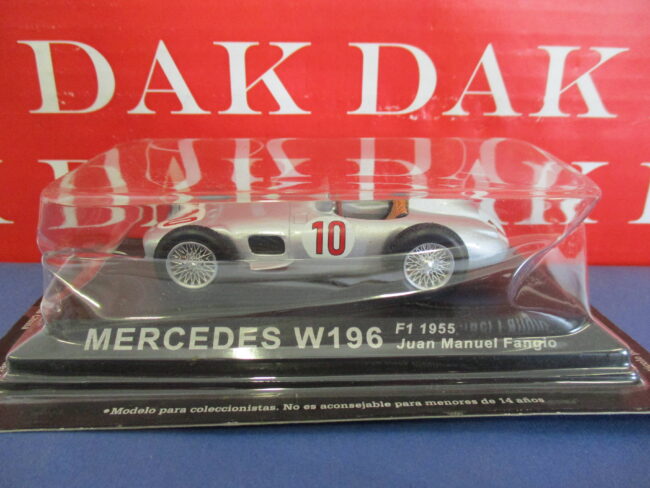 DAK DAK
10
10
MERCEDES W196
F1 1955
Juan Manuel Fangio
•Modelo para coleccionistas. No es aconsejable para menores de 14 años